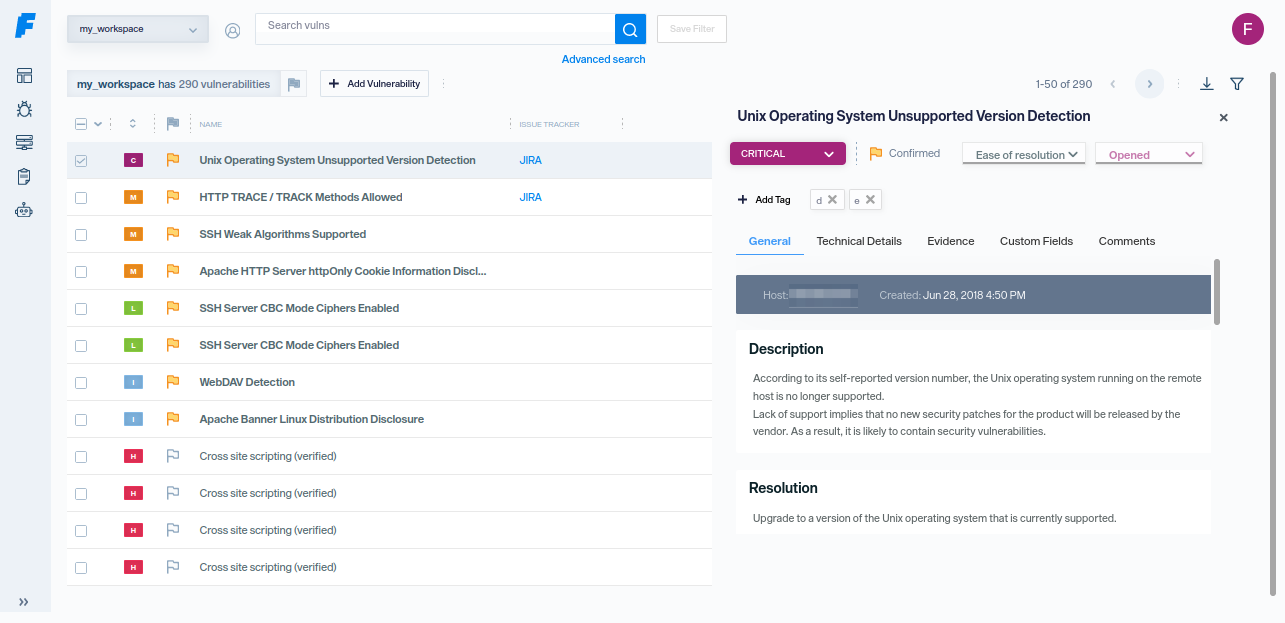 my_workspace
Search vulns
Save Filter
F
Advanced search
my_workspace has 290 vulnerabilities
Add Vulnerability
1-50 of 290
NAME
ISSUE TRACKER
C
Unix Operating System Unsupported Version Detection
JIRA
M
HTTP TRACE / TRACK Methods Allowed
JIRA
M
SSH Weak Algorithms Supported
M
Apache HTTP Server httpOnly Cookie Information Discl...
L
SSH Server CBC Mode Ciphers Enabled
L
SSH Server CBC Mode Ciphers Enabled
I
WebDAV Detection
I
Apache Banner Linux Distribution Disclosure
H
Cross site scripting (verified)
H
Cross site scripting (verified)
H
Cross site scripting (verified)
H
Cross site scripting (verified)
Unix Operating System Unsupported Version Detection
CRITICAL
Confirmed
Ease of resolution
Opened
Add Tag
d
e
General
Technical Details
Evidence
Custom Fields
Comments
Host:
Created: Jun 28, 2018 4:50 PM
Description
According to its self-reported version number, the Unix operating system running on the remote
host is no longer supported.
Lack of support implies that no new security patches for the product will be released by the
vendor. As a result, it is likely to contain security vulnerabilities.
Resolution
Upgrade to a version of the Unix operating system that is currently supported.